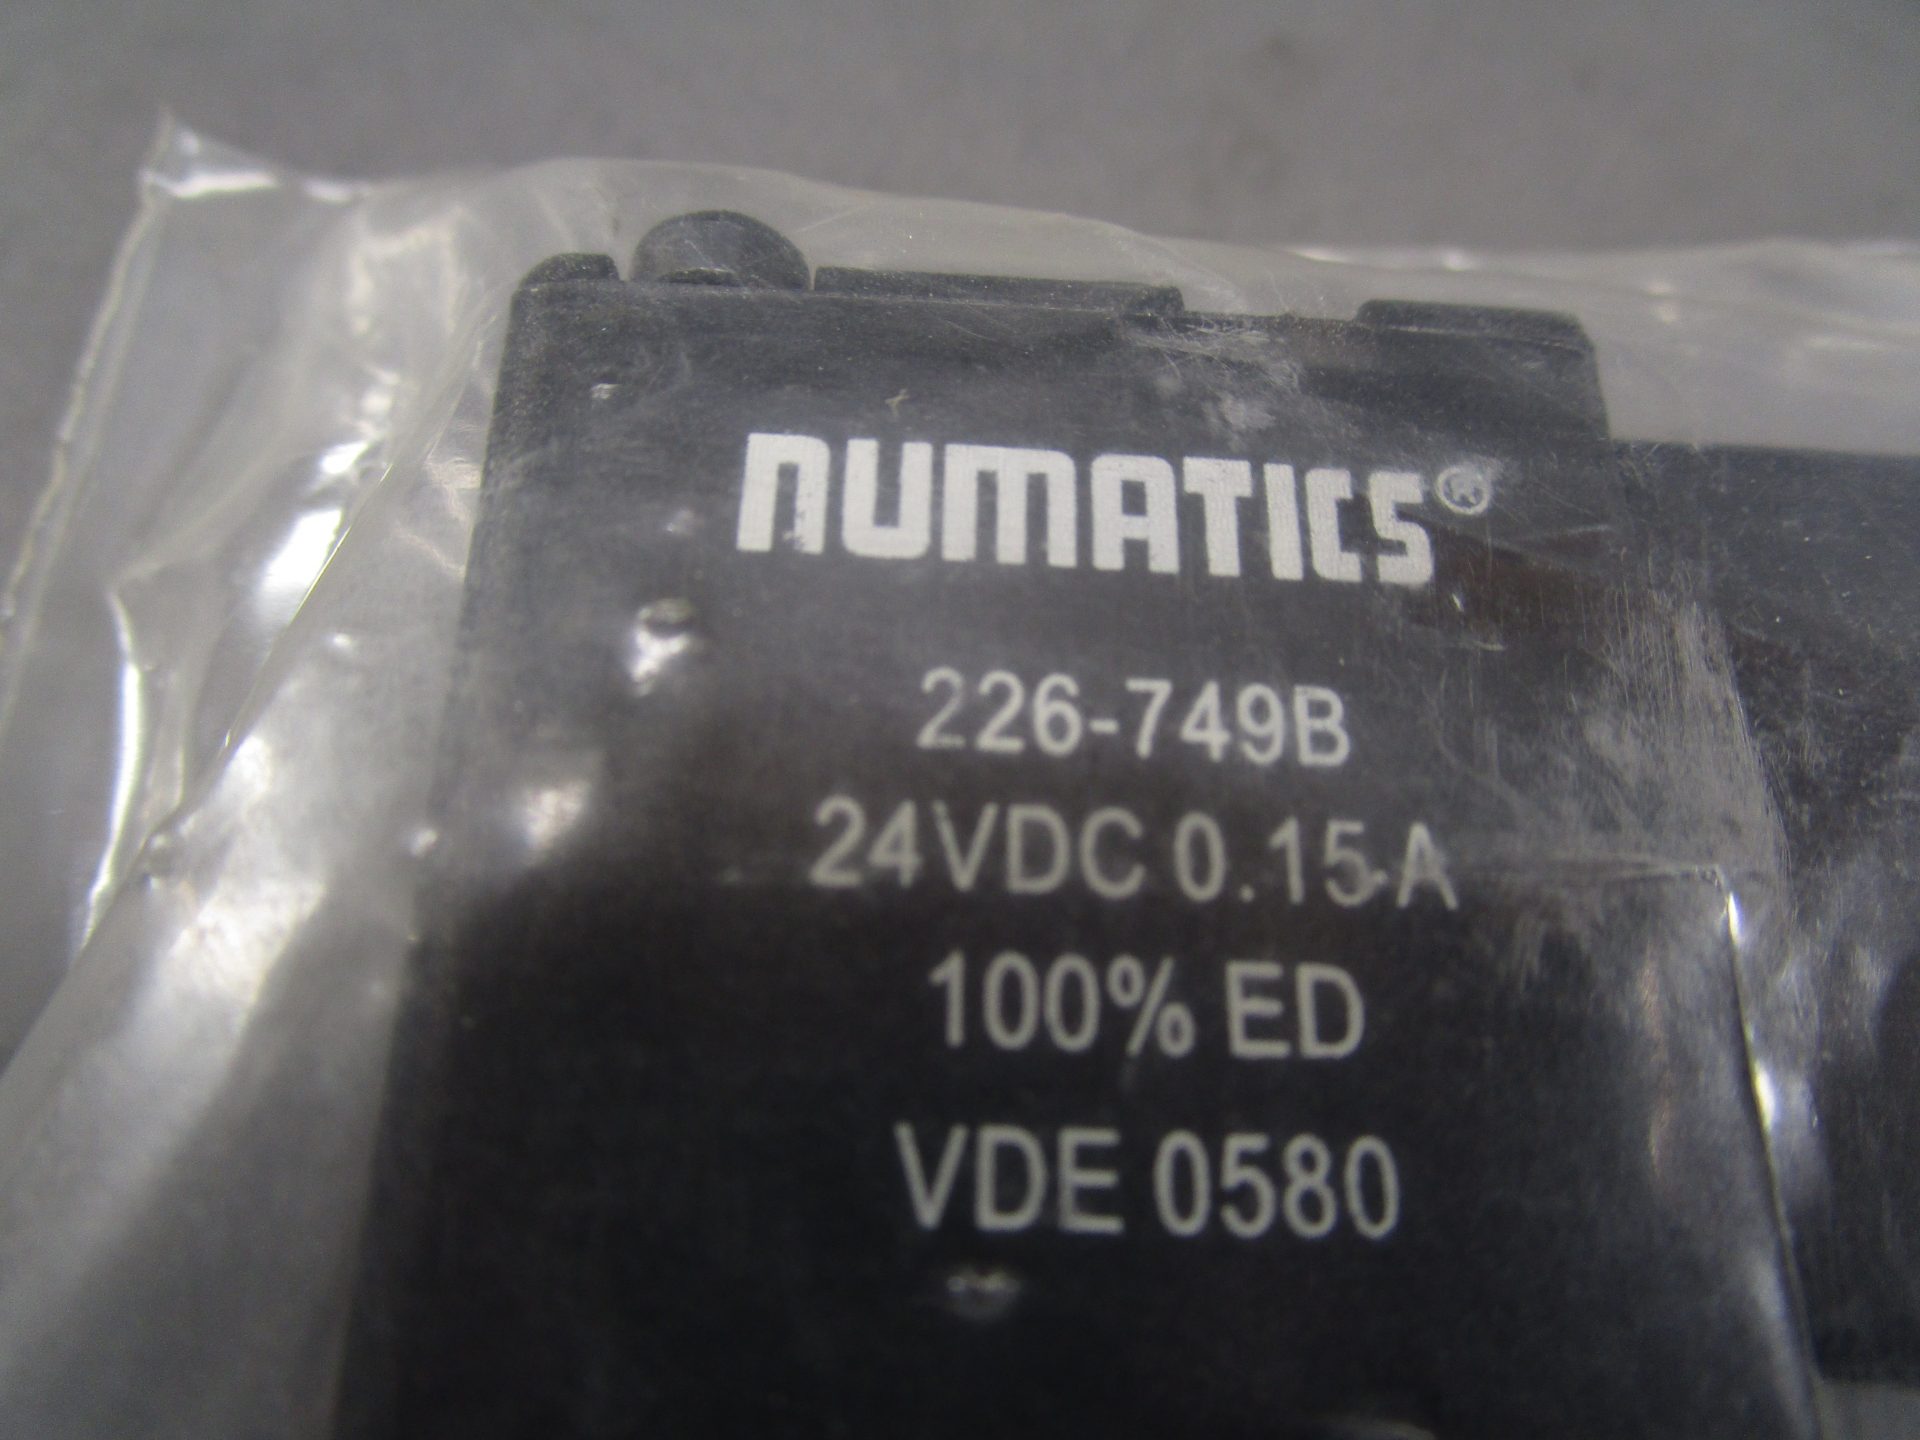 NUMATICS®
226-749B
24VDC 0.15 A
100% ED
VDE 0580